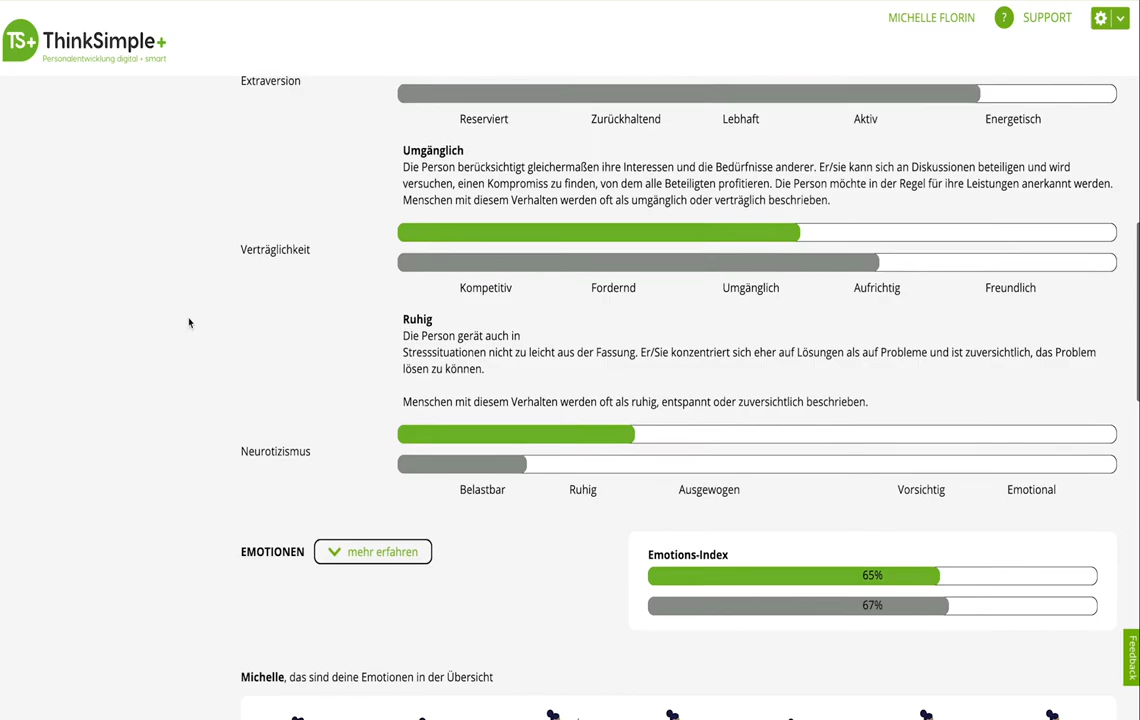 MICHELLE FLORIN ? SUPPORT
TS+ ThinkSimple+
Personalentwicklung digital + smart
Extraversion
Reserviert Zurückhaltend Lebhaft Aktiv Energetisch
Umgänglich
Die Person berücksichtigt gleichermaßen ihre Interessen und die Bedürfnisse anderer. Er/sie kann sich an Diskussionen beteiligen und wird
versuchen, einen Kompromiss zu finden, von dem alle Beteiligten profitieren. Die Person möchte in der Regel für ihre Leistungen anerkannt werden.
Menschen mit diesem Verhalten werden oft als umgänglich oder verträglich beschrieben.
Verträglichkeit
Kompetitiv Fordernd Umgänglich Aufrichtig Freundlich
Ruhig
Die Person gerät auch in
Stresssituationen nicht zu leicht aus der Fassung. Er/Sie konzentriert sich eher auf Lösungen als auf Probleme und ist zuversichtlich, das Problem
lösen zu können.
Menschen mit diesem Verhalten werden oft als ruhig, entspannt oder zuversichtlich beschrieben.
Neurotizismus
Belastbar Ruhig Ausgewogen Vorsichtig Emotional
EMOTIONEN mehr erfahren
Emotions-Index
65%
67%
Feedback
Michelle, das sind deine Emotionen in der Übersicht